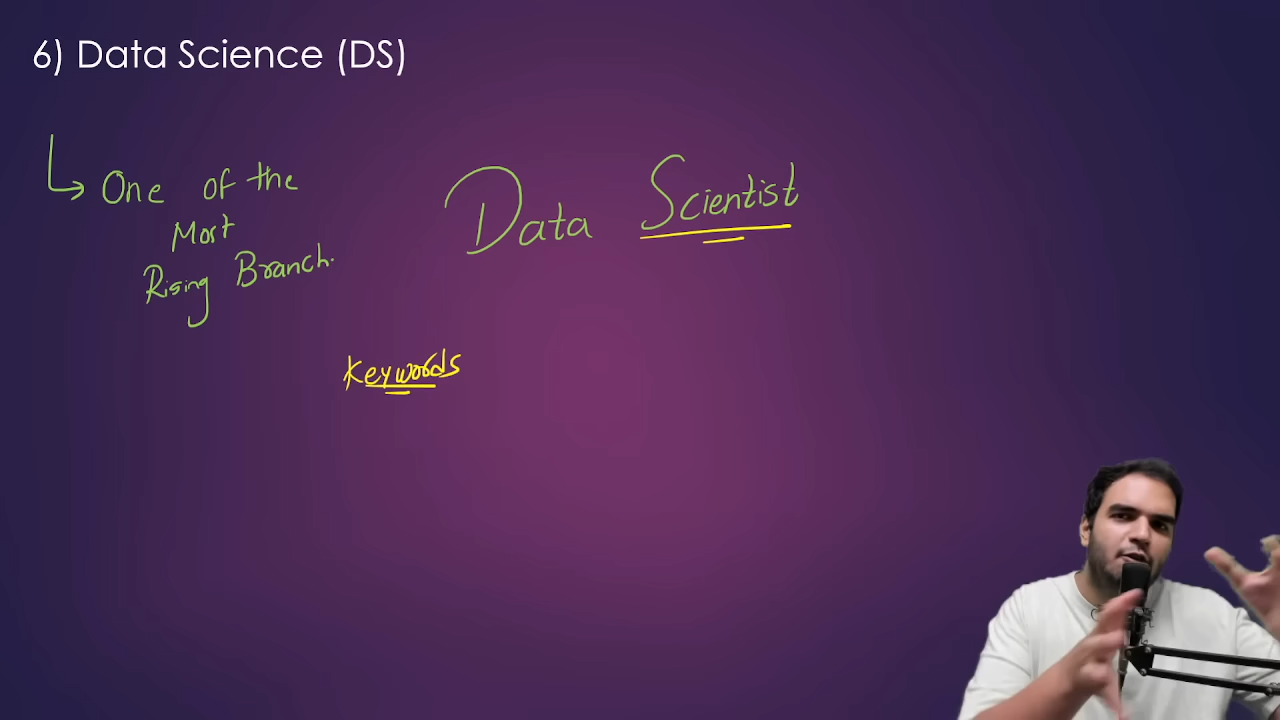 6) Data Science (DS)
One of the
Most
Rising Branch.
Data Scientist
Keywords